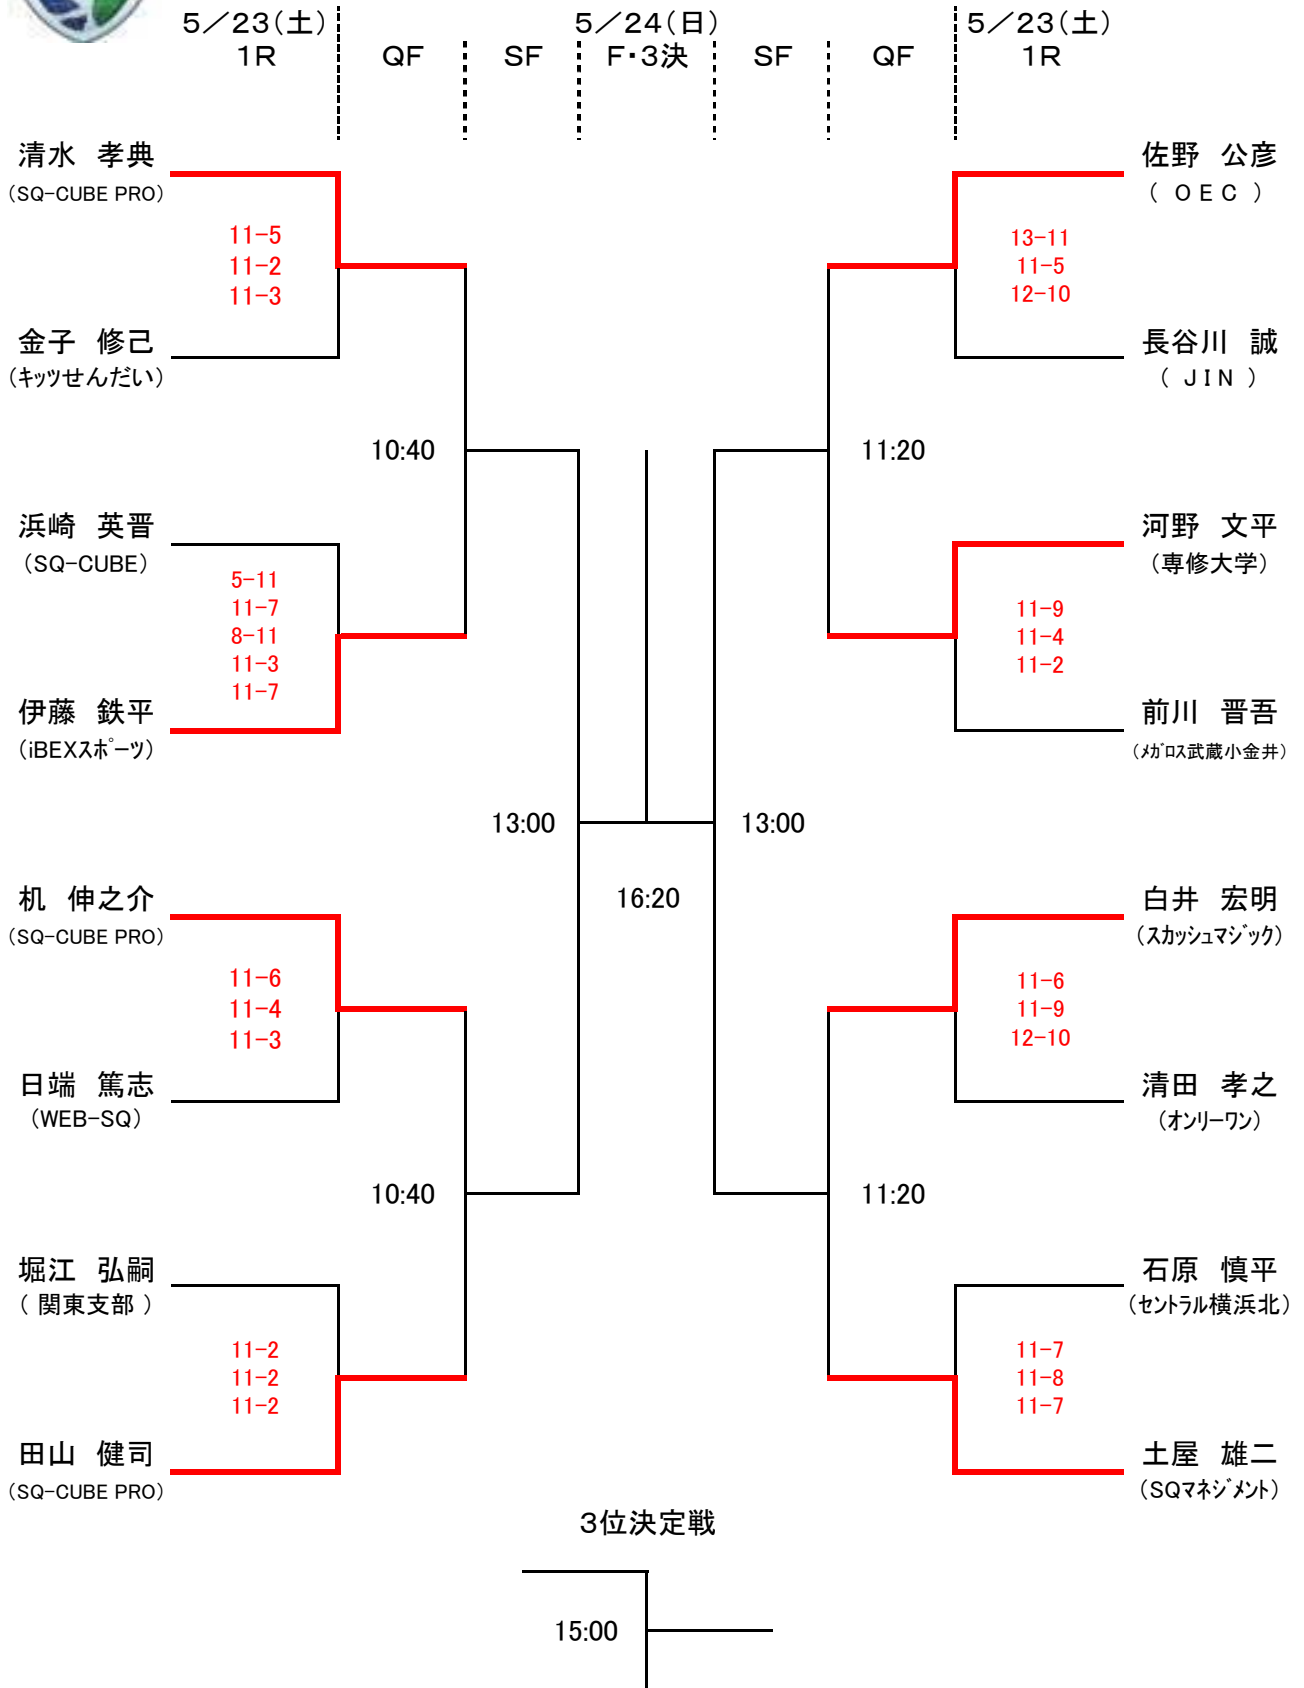 5／23(土) 5／24(日) 5／23(土)
1R QF SF F・3決 SF QF 1R
清水 孝典
(SQ-CUBE PRO)
11-5
11-2
11-3
金子 修己
(キッツせんだい)
10:40
浜崎 英晋
(SQ-CUBE)
5-11
11-7
8-11
11-3
11-7
伊藤 鉄平
(iBEXｽﾎﾟｰﾂ)
13:00
机 伸之介
(SQ-CUBE PRO)
11-6
11-4
11-3
日端 篤志
(WEB-SQ)
10:40
堀江 弘嗣
( 関東支部 )
11-2
11-2
11-2
田山 健司
(SQ-CUBE PRO)
16:20
佐野 公彦
( OEC )
13-11
11-5
12-10
長谷川 誠
( JIN )
11:20
河野 文平
(専修大学)
11-9
11-4
11-2
前川 晋吾
(ﾒｶﾞﾛｽ武蔵小金井)
13:00
白井 宏明
(ｽｶｯｼｭﾏｼﾞｯｸ)
11-6
11-9
12-10
清田 孝之
(ｵﾝﾘｰﾜﾝ)
11:20
石原 慎平
(ｾﾝﾄﾗﾙ横浜北)
11-7
11-8
11-7
土屋 雄二
(SQﾏﾈｼﾞﾒﾝﾄ)
3位決定戦
15:00